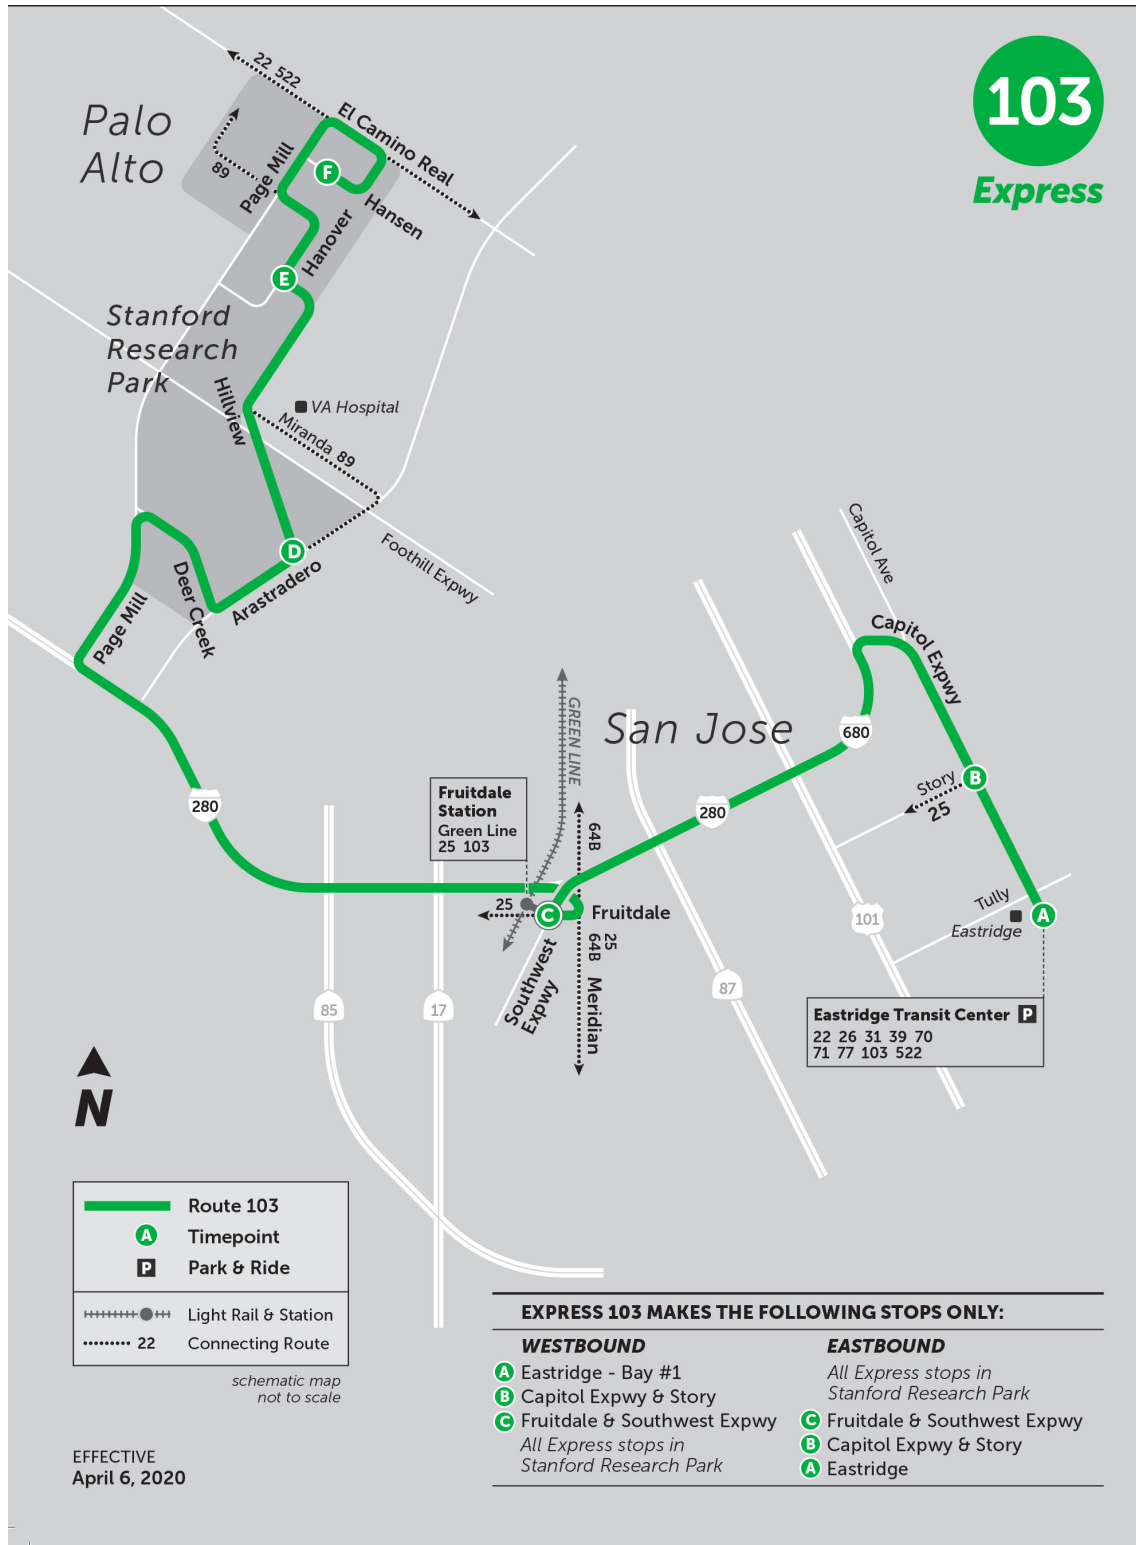 103
Express
22 522
Palo
Alto
89
Page Mill
El Camino Real
F
Hansen
Hanover
E
Stanford
Research
Park
Hillview
VA Hospital
Miranda 89
D
Foothill Expwy
Arastradero
Deer Creek
Page Mill
280
Capitol Ave
Capitol Expwy
680
San Jose
GREEN LINE
280
Story
25
B
Fruitdale
Station
Green Line
25 103
64B
25
C
Fruitdale
25
64B
Meridian
Southwest
Expwy
Tully
Eastridge
A
101
87
85
17
Eastridge Transit Center P
22 26 31 39 70
71 77 103 522
N
Route 103
A Timepoint
P Park & Ride
Light Rail & Station
22 Connecting Route
schematic map
not to scale
EFFECTIVE
April 6, 2020
EXPRESS 103 MAKES THE FOLLOWING STOPS ONLY:
WESTBOUND
A Eastridge - Bay #1
B Capitol Expwy & Story
C Fruitdale & Southwest Expwy
All Express stops in
Stanford Research Park
EASTBOUND
All Express stops in
Stanford Research Park
C Fruitdale & Southwest Expwy
B Capitol Expwy & Story
A Eastridge